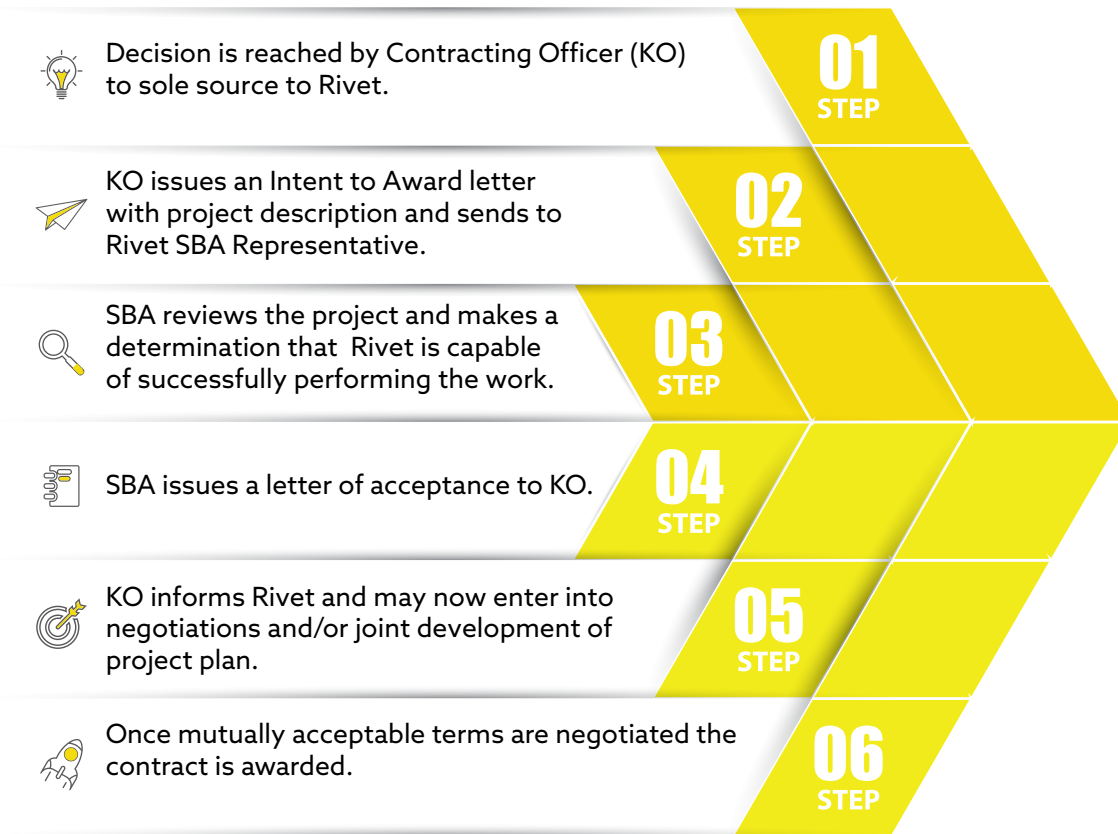 Decision is reached by Contracting Officer (KO)
to sole source to Rivet.
01
STEP
KO issues an Intent to Award letter
with project description and sends to
Rivet SBA Representative.
02
STEP
SBA reviews the project and makes a
determination that  Rivet is capable
of successfully performing the work.
03
STEP
SBA issues a letter of acceptance to KO.
04
STEP
KO informs Rivet and may now enter into
negotiations and/or joint development of
project plan.
05
STEP
Once mutually acceptable terms are negotiated the
contract is awarded.
06
STEP